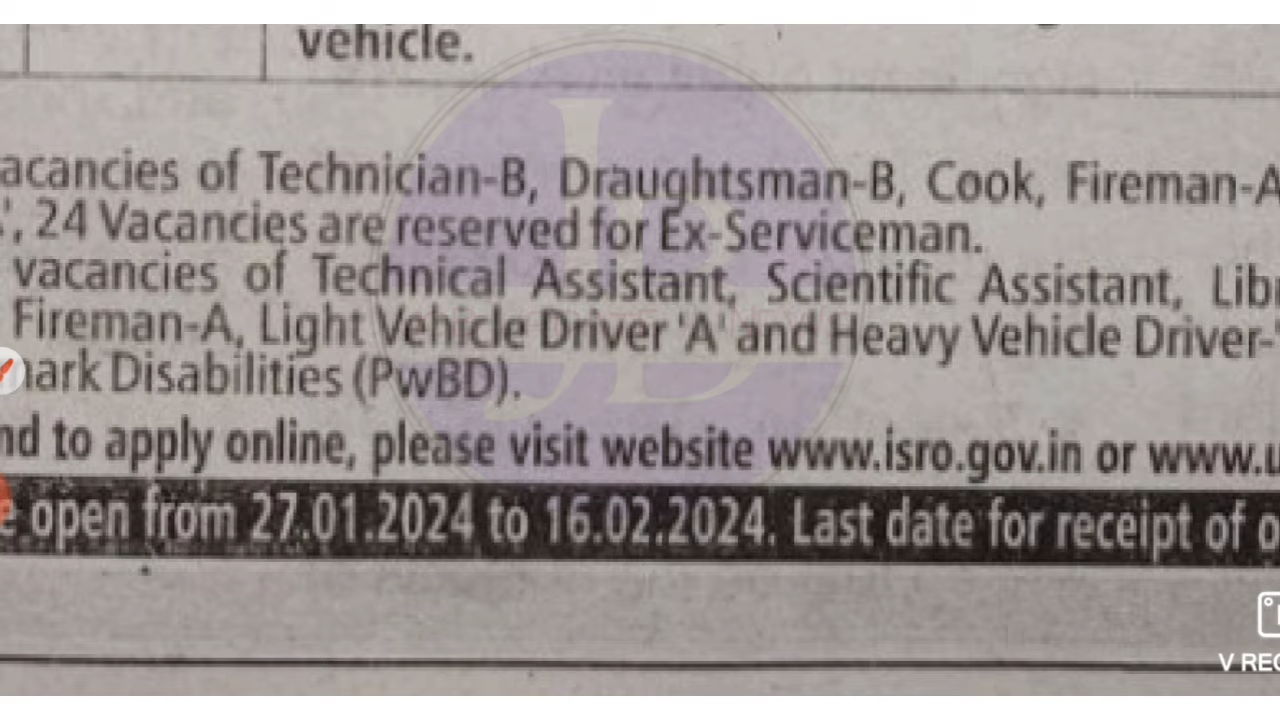 vehicle.
acancies of Technician-B, Draughtsman-B, Cook, Fireman-A
', 24 Vacancies are reserved for Ex-Serviceman.
vacancies of Technical Assistant, Scientific Assistant, Lib
Fireman-A, Light Vehicle Driver 'A' and Heavy Vehicle Driver-'
ark Disabilities (PwBD).
nd to apply online, please visit website www.isro.gov.in or www.u
e open from 27.01.2024 to 16.02.2024. Last date for receipt of o
V REC